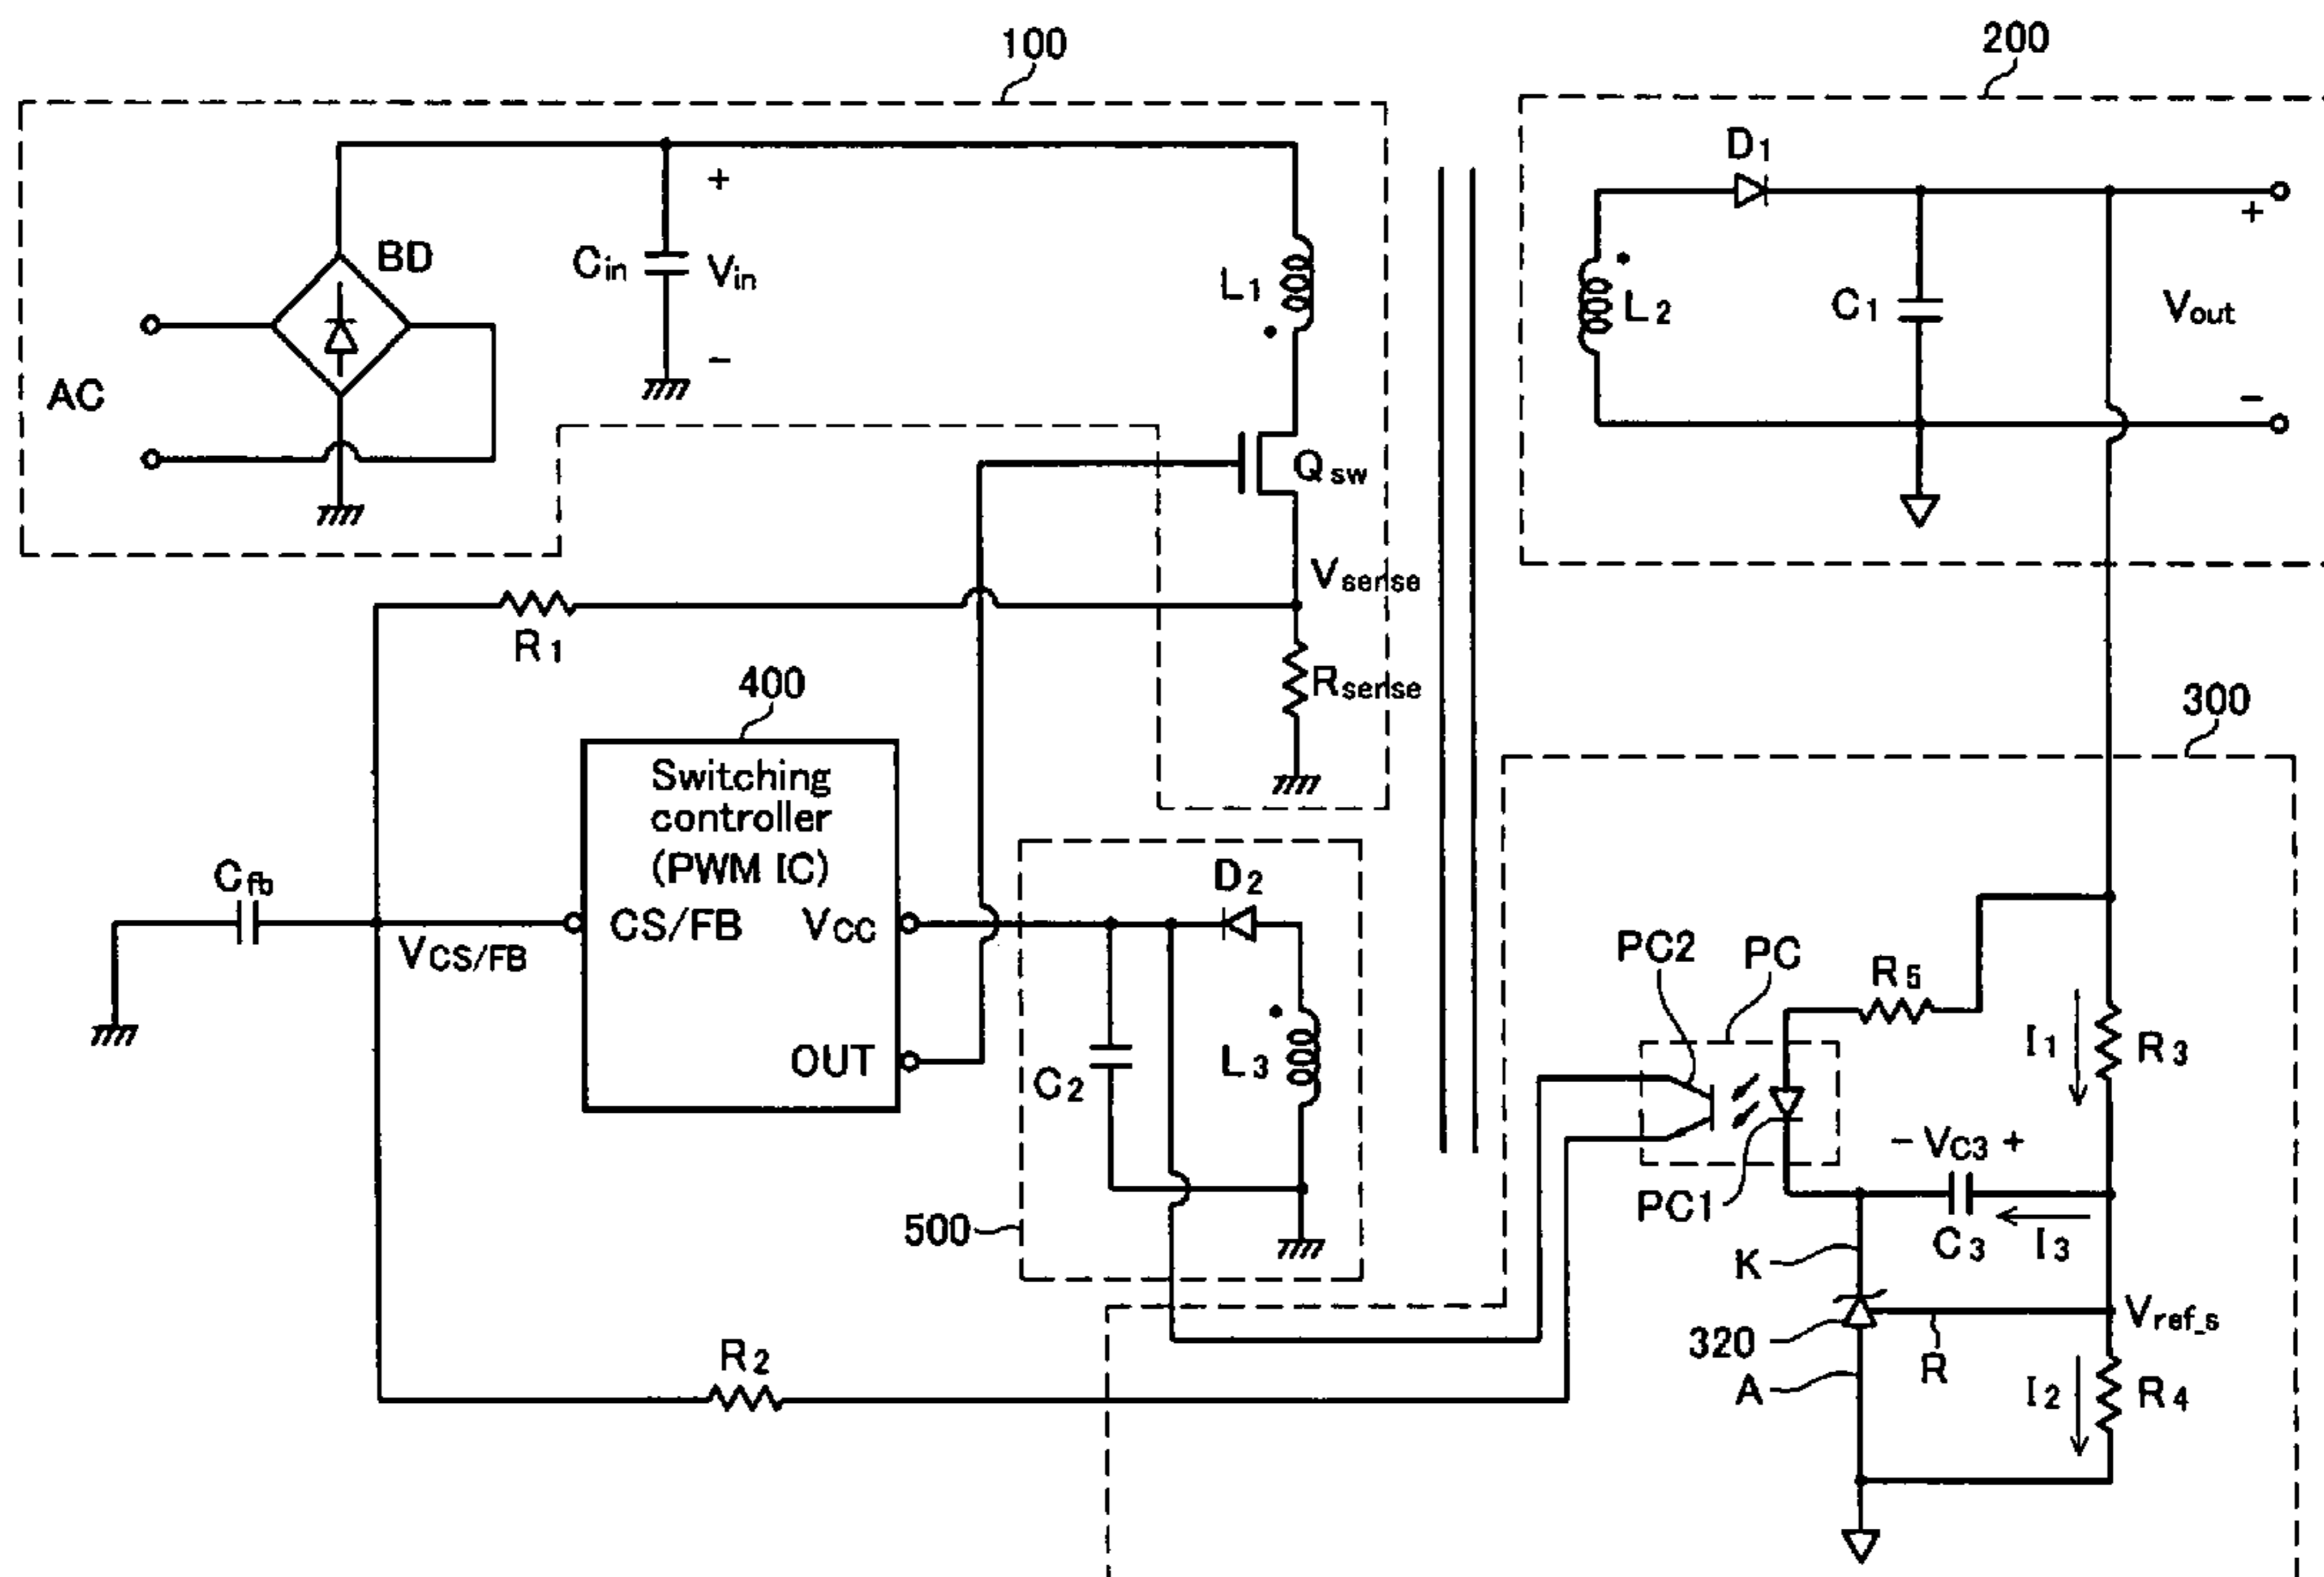 100
200
BD
AC
Cin
+
Vin
−
L1
Qsw
Vsense
Rsense
D1
L2
C1
+
Vout
−
R1
400
Switching
controller
(PWM IC)
CS/FB
VCC
OUT
Cfb
VCS/FB
D2
C2
L3
500
R2
300
PC2
PC
R5
I1
R3
− VC3 +
PC1
C3
I3
K
320
R
Vref_s
A
I2
R4